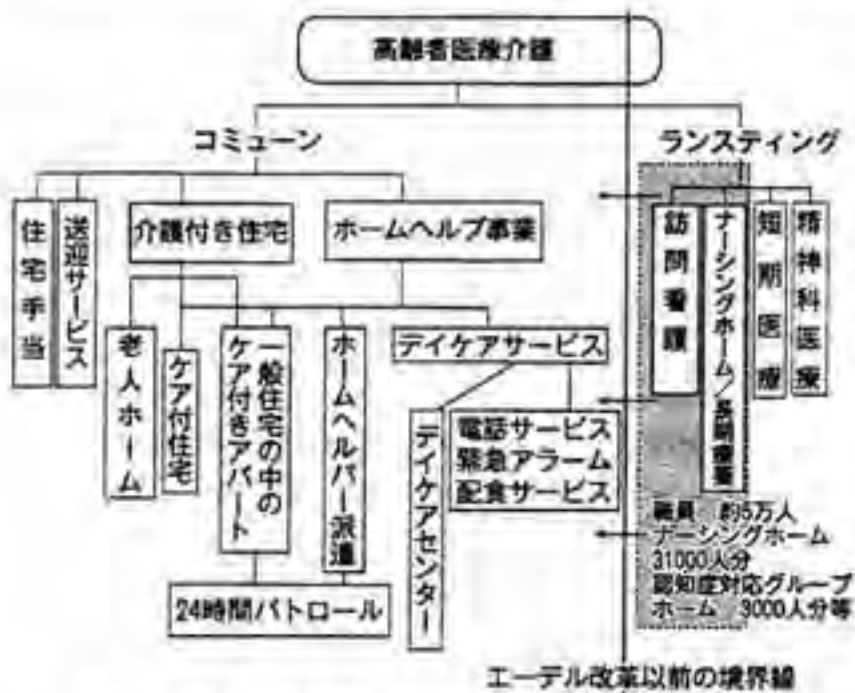 高齢者医療介護
コミューン
ランスティング
住宅手当
送迎サービス
介護付き住宅
ホームヘルプ事業
訪問看護
ナーシングホーム/長期療養
短期医療
精神科医療
老人ホーム
ケア付住宅
一般住宅の中の
ケア付きアパート
ホームヘルパー派遣
デイケアサービス
デイケアセンター
電話サービス
緊急アラーム
配食サービス
24時間パトロール
職員 約5万人
ナーシングホーム
31000人分
認知症対応グループ
ホーム 3000人分等
エーデル改革以前の境界線